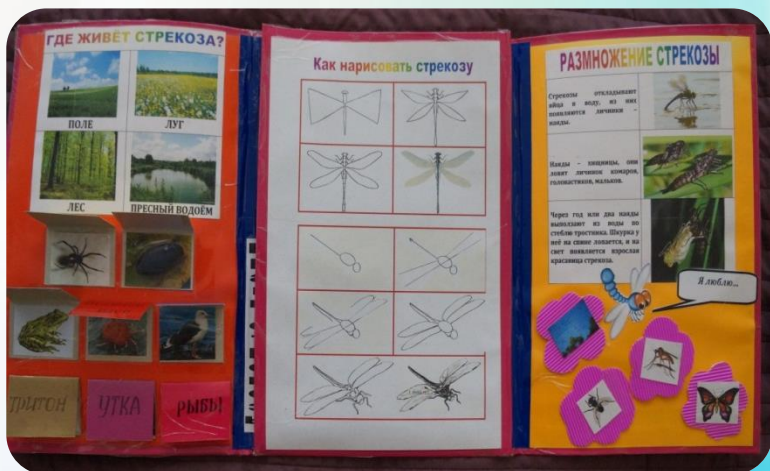 ГДЕ ЖИВЁТ СТРЕКОЗА?
ПОЛЕ
ЛУГ
ЛЕС
ПРЕСНЫЙ ВОДОЁМ
ТРИТОН
УТКА
РЫБЫ
Как нарисовать стрекозу
РАЗМНОЖЕНИЕ СТРЕКОЗЫ
Стрекозы откладывают
яйца в воду, из них
появляются личинки –
наяды.
Наяды – хищницы, они
ловят личинок комаров,
головастиков, мальков.
Через год или два наяды
выползают из воды по
стеблю тростника. Шкурка у
неё на спине лопается, и на
свет появляется взрослая
красавица стрекоза.
Я люблю...